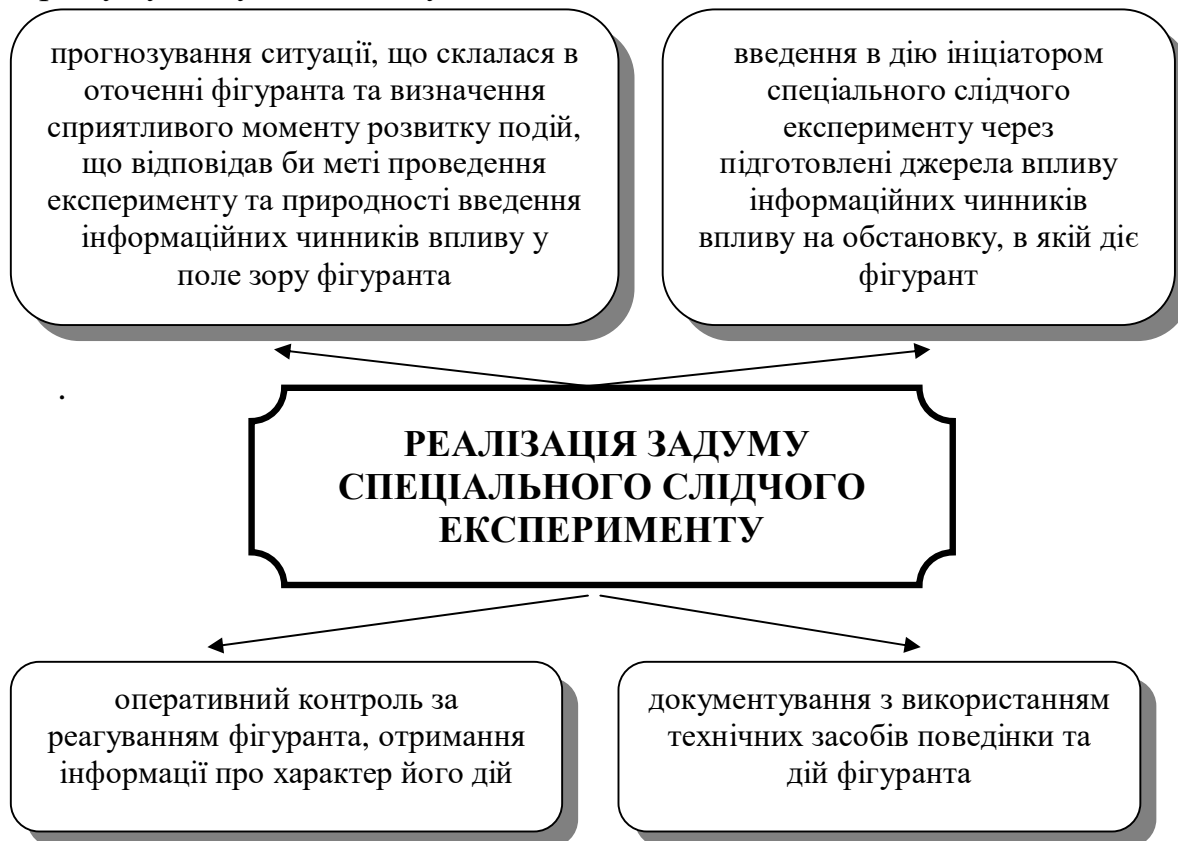 прогнозування ситуації, що склалася в
оточенні фігуранта та визначення
сприятливого моменту розвитку подій,
що відповідав би меті проведення
експерименту та природності введення
інформаційних чинників впливу у
поле зору фігуранта
введення в дію ініціатором
спеціального слідчого
експерименту через
підготовлені джерела впливу
інформаційних чинників
впливу на обстановку, в якій діє
фігурант
.
РЕАЛІЗАЦІЯ ЗАДУМУ
СПЕЦІАЛЬНОГО СЛІДЧОГО
ЕКСПЕРИМЕНТУ
оперативний контроль за
реагуванням фігуранта, отримання
інформації про характер його дій
документування з використанням
технічних засобів поведінки та
дій фігуранта